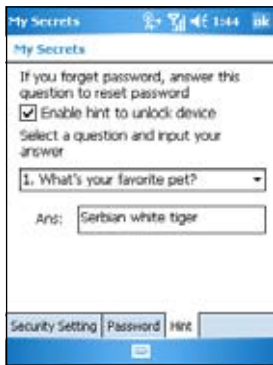 My Secrets 1:44 ok
My Secrets
If you forget password, answer this
question to reset password
Enable hint to unlock device
Select a question and input your
answer
1. What's your favorite pet?
Ans: Serbian white tiger
Security Setting Password Hint